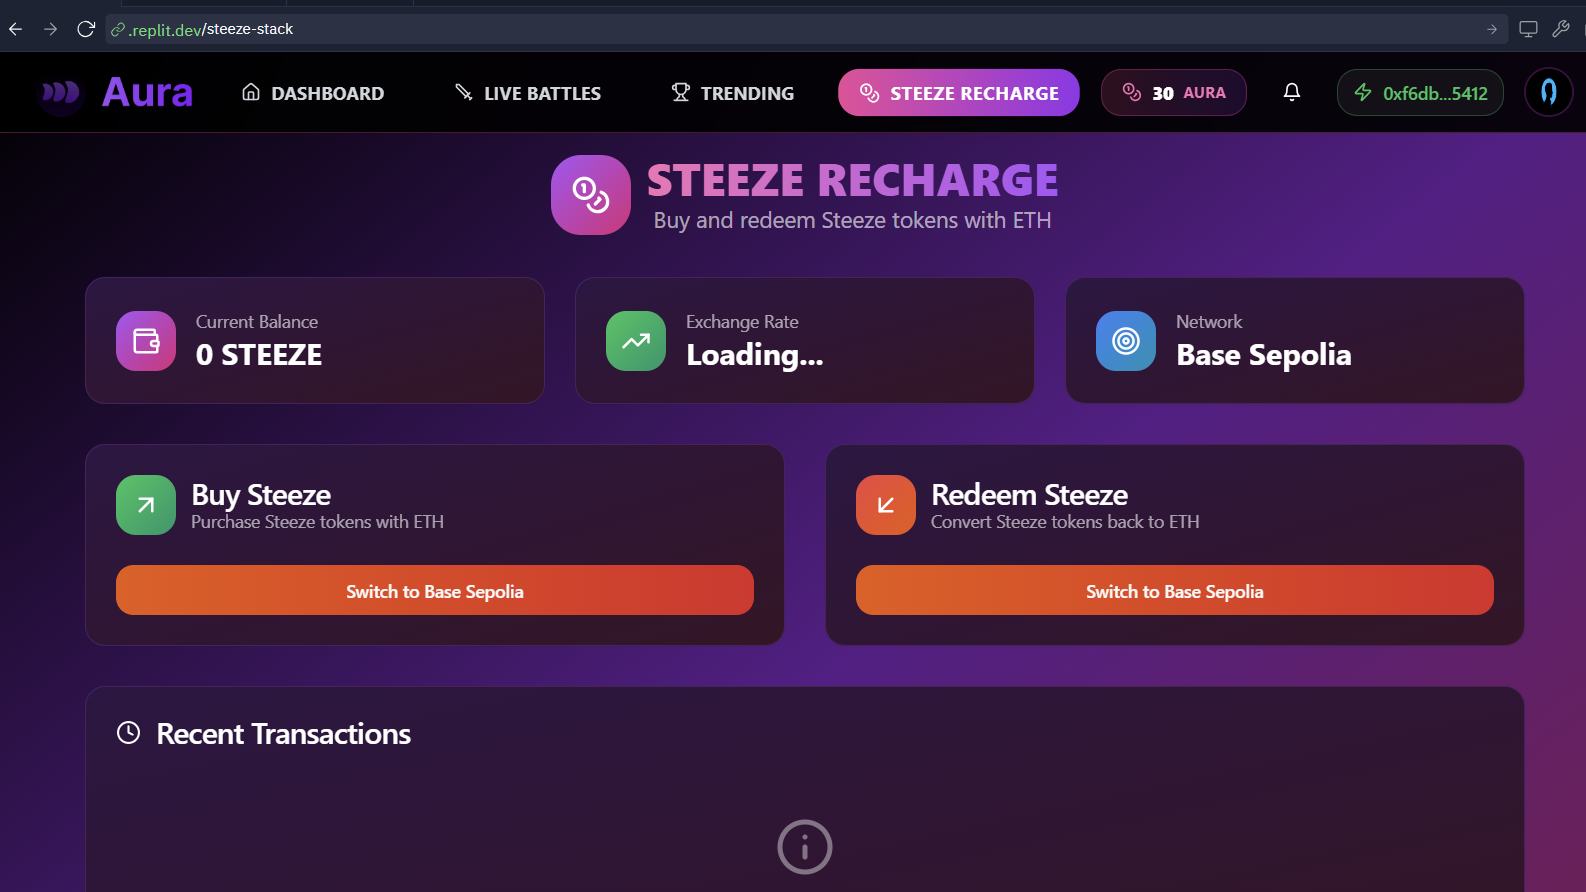 .replit.dev/steeze-stack
Aura
DASHBOARD
LIVE BATTLES
TRENDING
STEEZE RECHARGE
30 AURA
0xf6db...5412
STEEZE RECHARGE
Buy and redeem Steeze tokens with ETH
Current Balance
0 STEEZE
Exchange Rate
Loading...
Network
Base Sepolia
Buy Steeze
Purchase Steeze tokens with ETH
Switch to Base Sepolia
Redeem Steeze
Convert Steeze tokens back to ETH
Switch to Base Sepolia
Recent Transactions